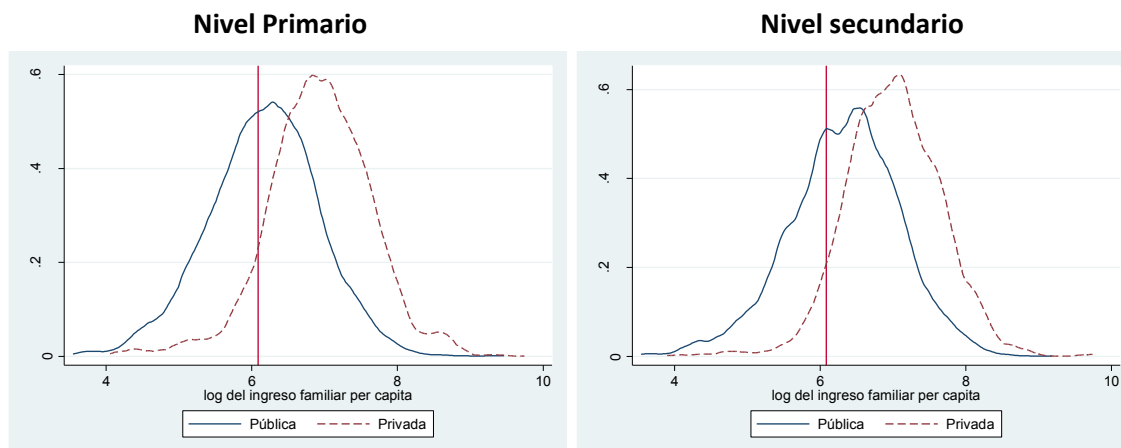 Nivel Primario
.6
.4
.2
0
4 6 8 10
log del ingreso familiar per capita
Pública Privada
Nivel secundario
.6
.4
.2
0
4 6 8 10
log del ingreso familiar per capita
Pública Privada